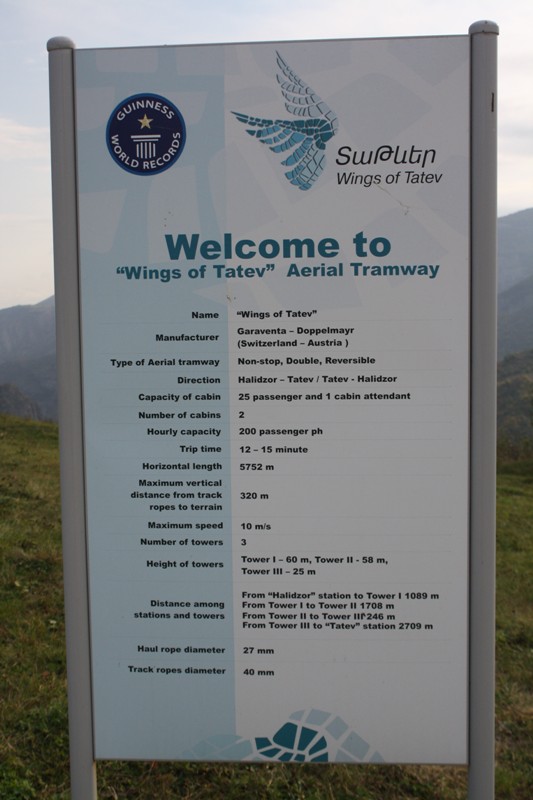 GUINNESS
WORLD RECORDS
Տաթևեր
Wings of Tatev
Welcome to
“Wings of Tatev” Aerial Tramway
Name “Wings of Tatev”
Manufacturer Garaventa – Doppelmayr
(Switzerland – Austria )
Type of Aerial tramway Non-stop, Double, Reversible
Direction Halidzor – Tatev / Tatev - Halidzor
Capacity of cabin 25 passenger and 1 cabin attendant
Number of cabins 2
Hourly capacity 200 passenger ph
Trip time 12 – 15 minute
Horizontal length 5752 m
Maximum vertical
distance from track
ropes to terrain 320 m
Maximum speed 10 m/s
Number of towers 3
Height of towers Tower I – 60 m, Tower II - 58 m,
Tower III – 25 m
Distance among
stations and towers
From “Halidzor” station to Tower I 1089 m
From Tower I to Tower II 1708 m
From Tower II to Tower III 246 m
From Tower III to “Tatev” station 2709 m
Haul rope diameter 27 mm
Track ropes diameter 40 mm